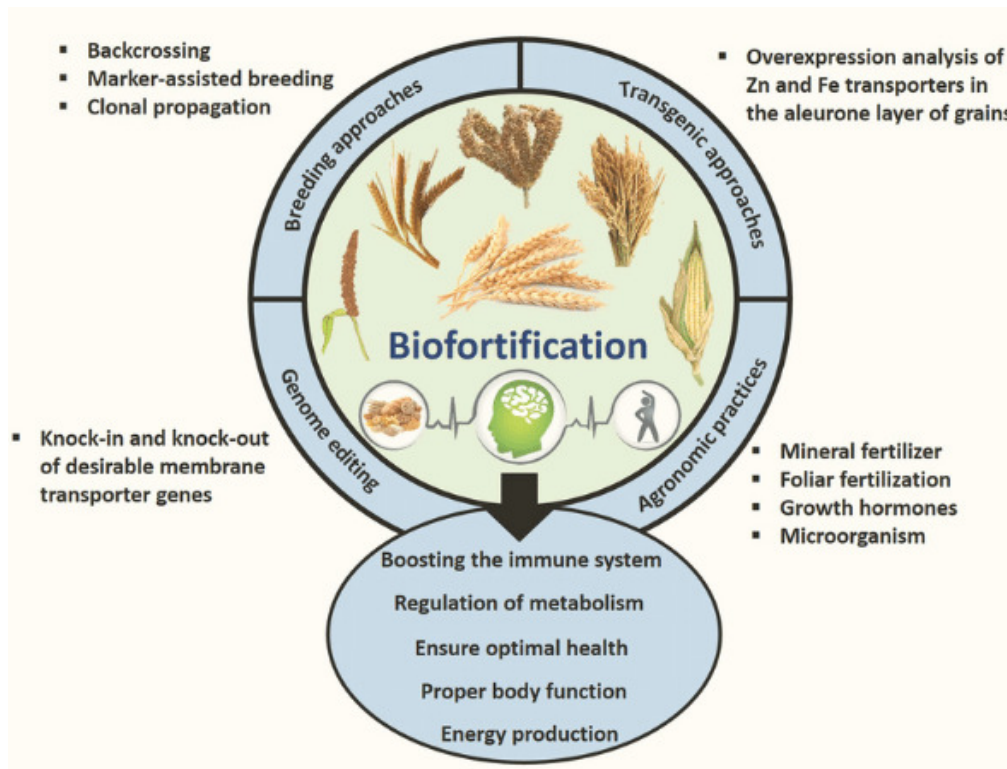 ▪ Backcrossing
▪ Marker-assisted breeding
▪ Clonal propagation
▪ Overexpression analysis of
Zn and Fe transporters in
the aleurone layer of grains
Breeding approaches
Transgenic approaches
Biofortification
Genome editing
Agronomic practices
▪ Knock-in and knock-out
of desirable membrane
transporter genes
▪ Mineral fertilizer
▪ Foliar fertilization
▪ Growth hormones
▪ Microorganism
Boosting the immune system
Regulation of metabolism
Ensure optimal health
Proper body function
Energy production